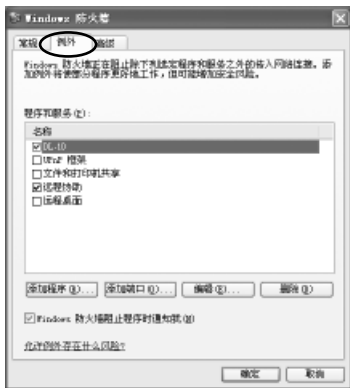 Windows 防火墙
常规 例外 高级
Windows 防火墙正在阻止除下列选定程序和服务之外的传入网络连接。添
加例外将使部分程序更好地工作，但可能增加安全风险。
程序和服务(P):
名称
DL-10
UPnP 框架
文件和打印机共享
远程协助
远程桌面
添加程序(R)... 添加端口(O)... 编辑(E)... 删除(D)
Windows 防火墙阻止程序时通知我(N)
允许例外存在什么风险?
确定 取消